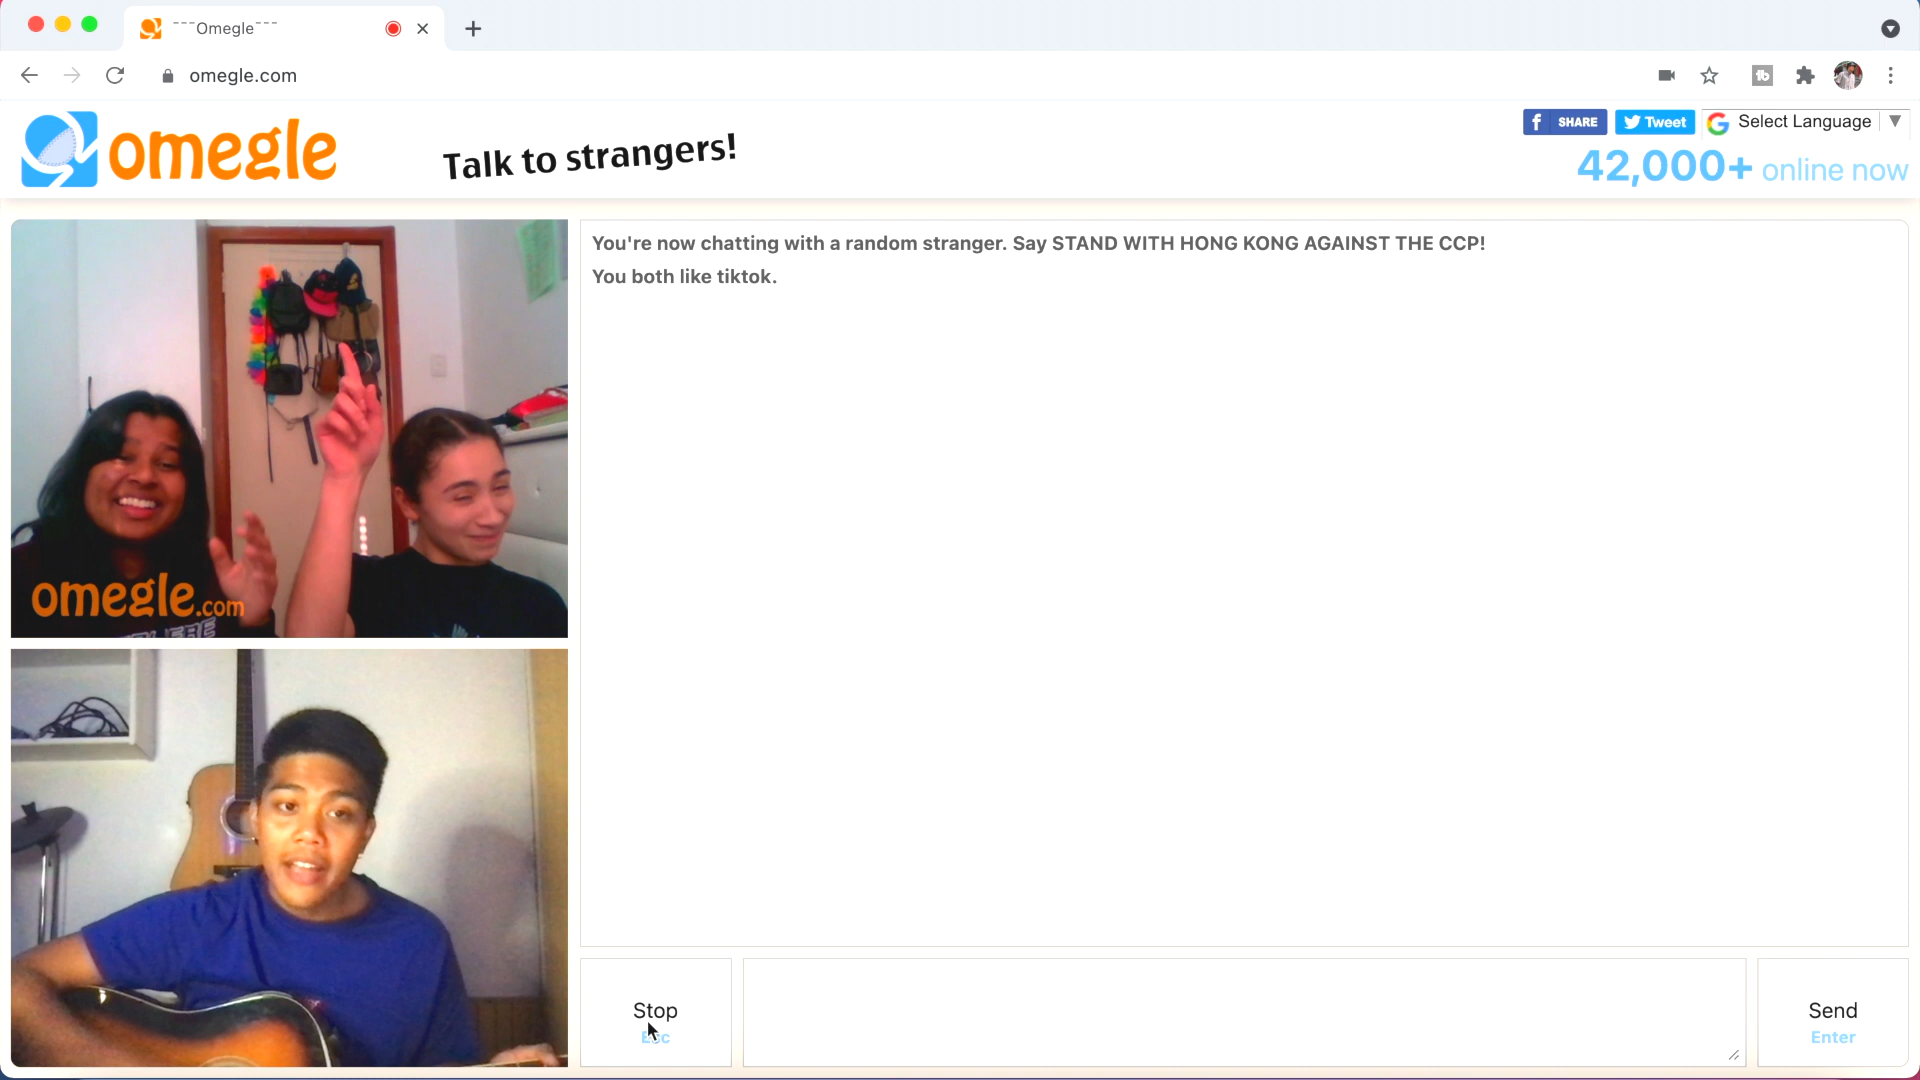 Omegle
omegle.com
omegle
Talk to strangers!
f SHARE
Tweet
G Select Language ▼
42,000+ online now
You're now chatting with a random stranger. Say STAND WITH HONG KONG AGAINST THE CCP!
You both like tiktok.
omegle.com
Stop
Esc
Send
Enter